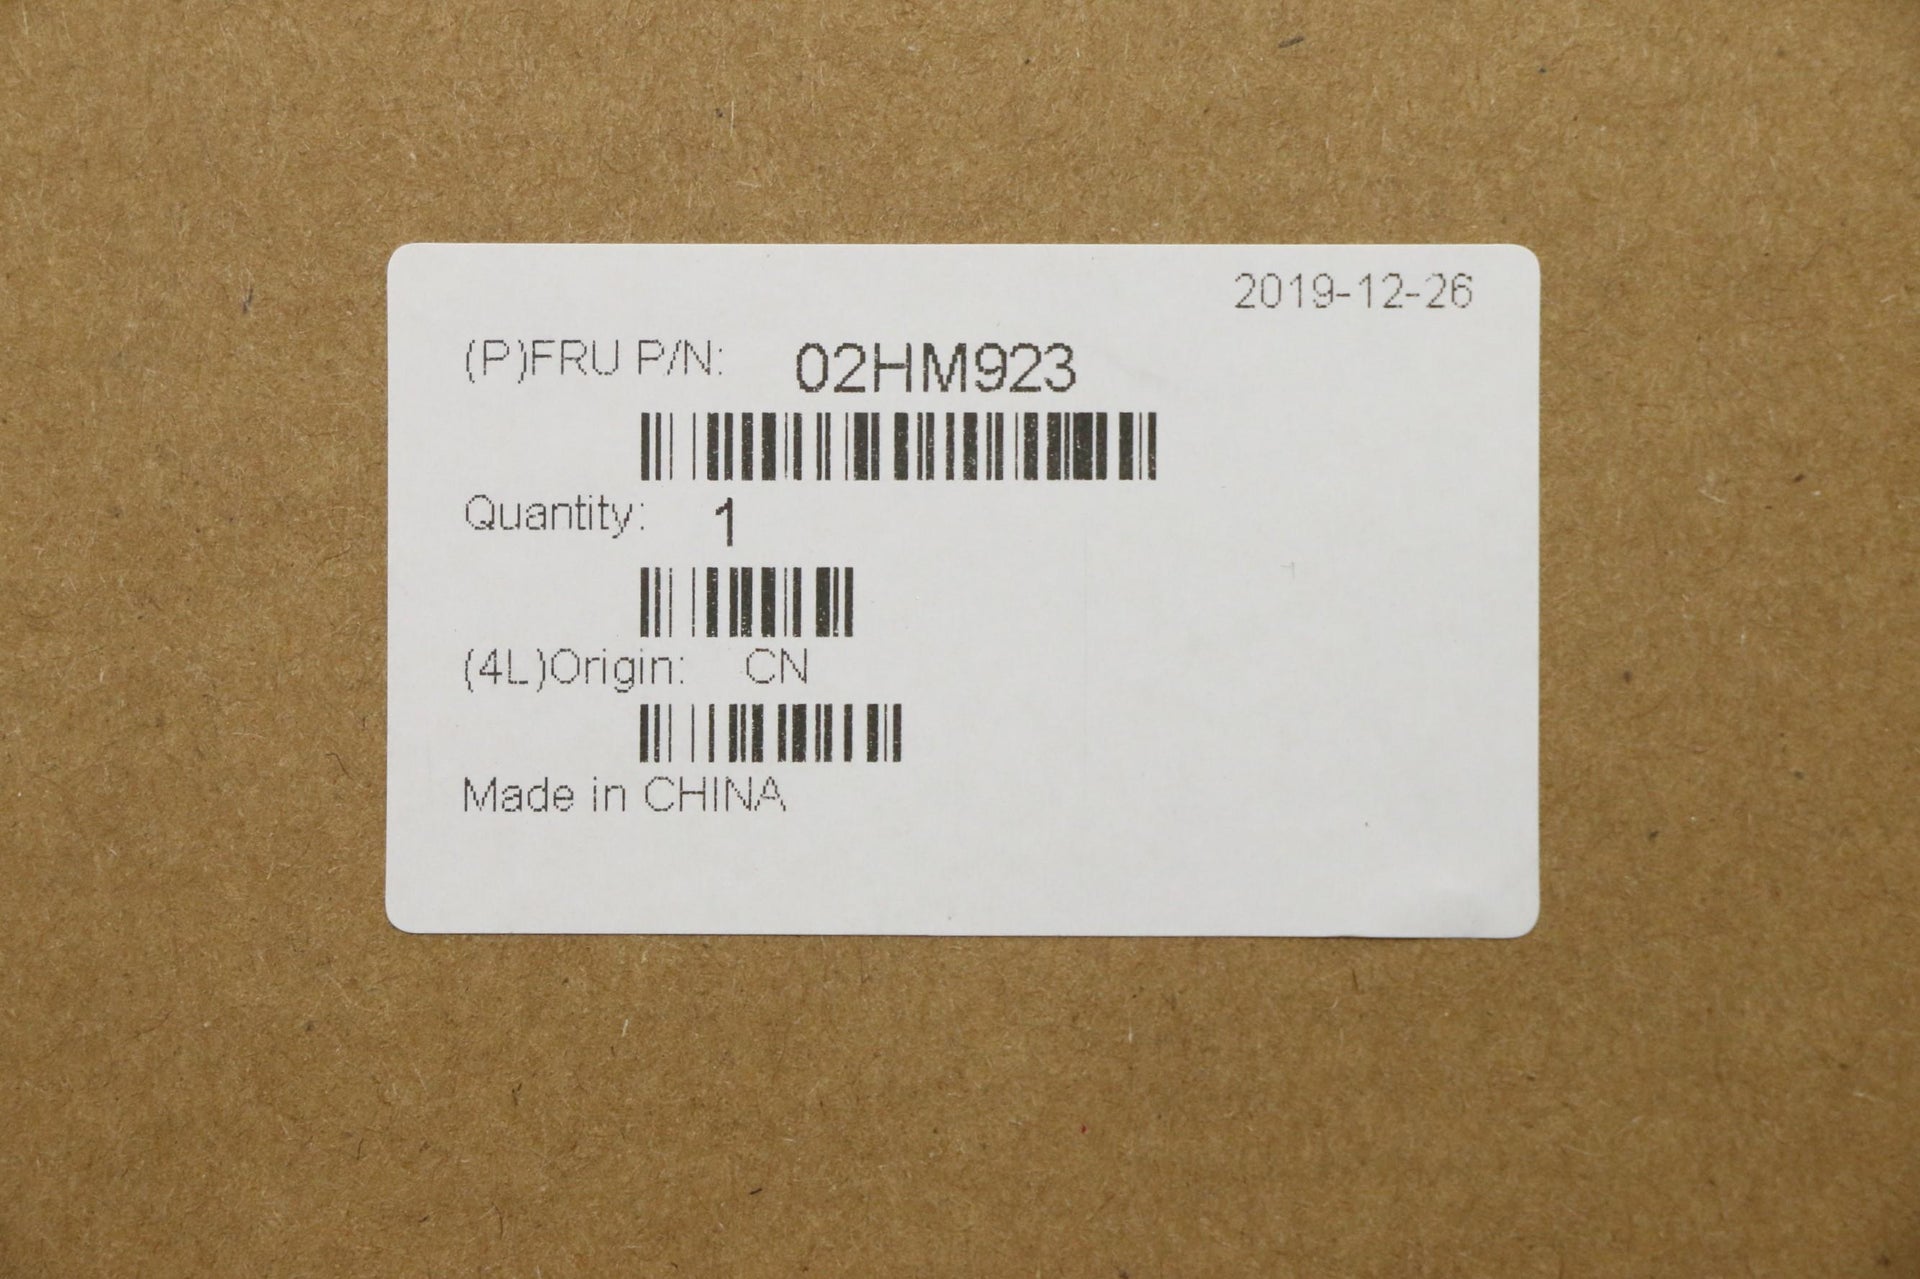 2019-12-26
(P)FRU P/N: 02HM923
Quantity: 1
(4L)Origin: CN
Made in CHINA